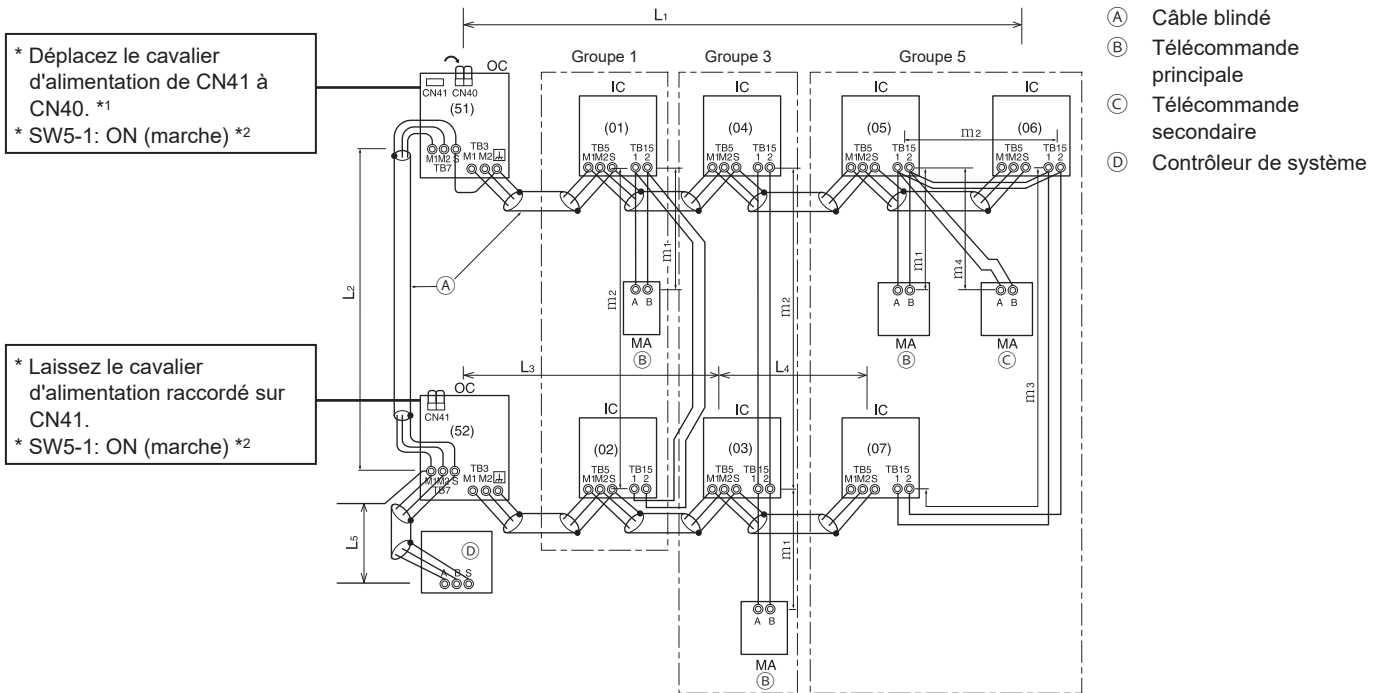 * Déplacez le cavalier
d'alimentation de CN41 à
CN40. *1
* SW5-1: ON (marche) *2
* Laissez le cavalier
d'alimentation raccordé sur
CN41.
* SW5-1: ON (marche) *2
L1
Groupe 1
Groupe 3
Groupe 5
OC
CN41 CN40
(51)
M1M2 S
TB7
TB3
M1 M2
IC
(01)
TB5
M1M2S
TB15
1 2
IC
(04)
TB5
M1M2S
TB15
1 2
IC
(05)
TB5
M1M2S
TB15
1 2
IC
(06)
TB5
M1M2S
TB15
1 2
m2
L2
A
m2
m1
A B
MA
B
m2
m1
A B
MA
B
m4
A B
MA
C
m3
L3
L4
OC
CN41
(52)
M1M2 S
TB7
TB3
M1 M2
IC
(02)
TB5
M1M2S
TB15
1 2
IC
(03)
TB5
M1M2S
TB15
1 2
IC
(07)
TB5
M1M2S
TB15
1 2
L5
D
A B S
m1
A B
MA
B
A Câble blindé
B Télécommande
principale
C Télécommande
secondaire
D Contrôleur de système